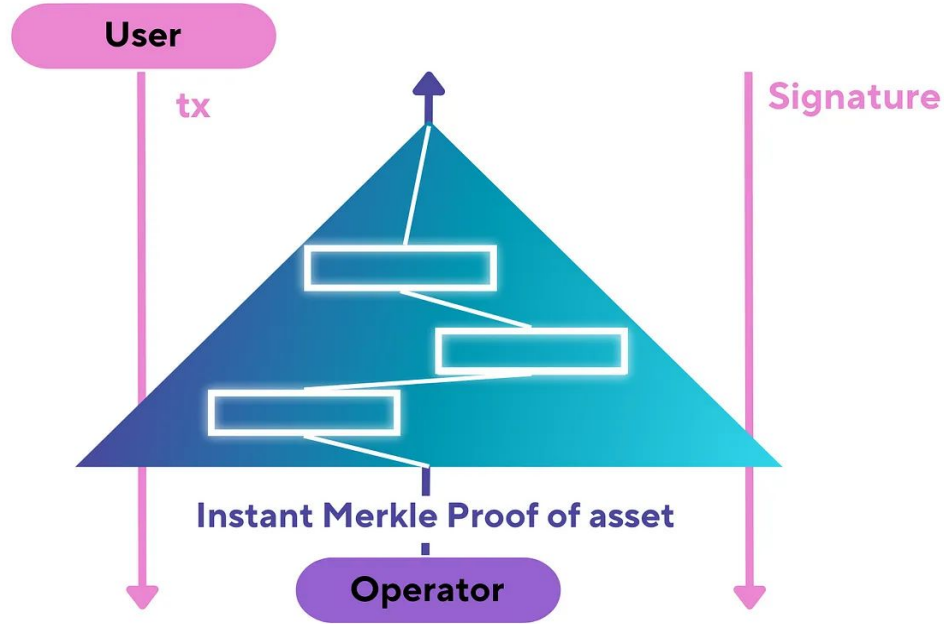 User
tx
Signature
Instant Merkle Proof of asset
Operator